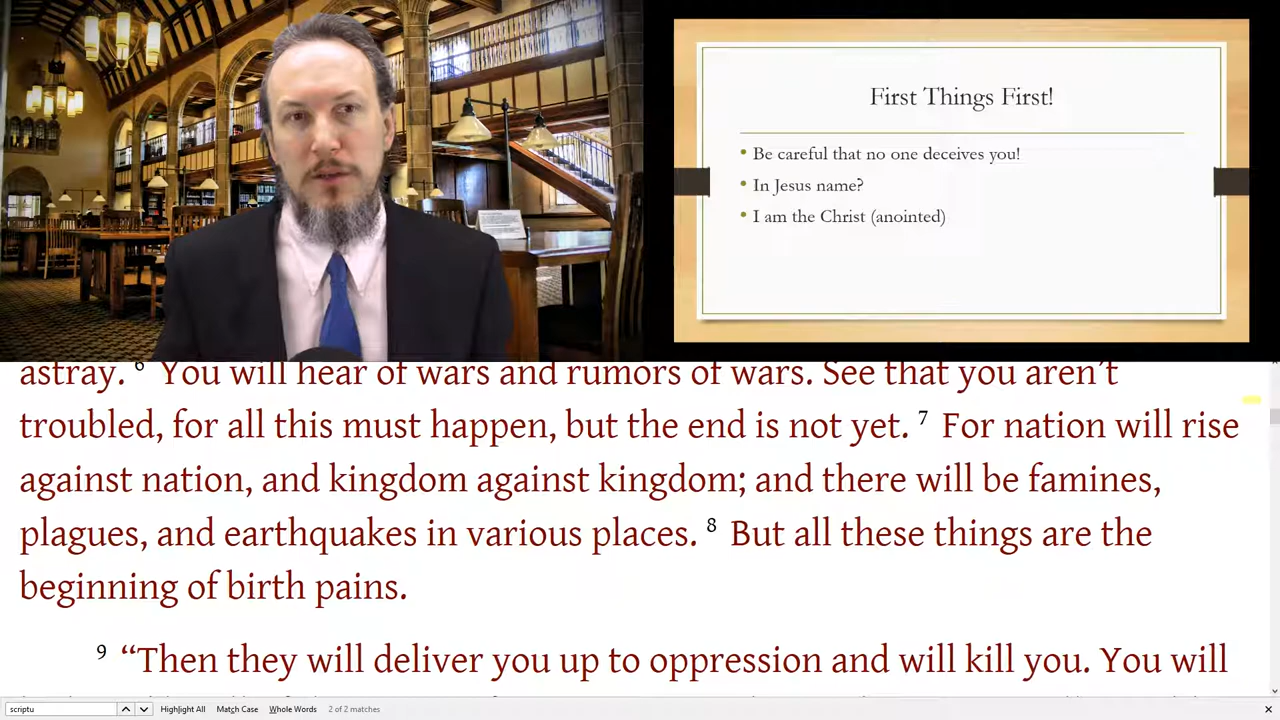 First Things First!
• Be careful that no one deceives you!
• In Jesus name?
• I am the Christ (anointed)
astray. 6 You will hear of wars and rumors of wars. See that you aren’t
troubled, for all this must happen, but the end is not yet. 7 For nation will rise
against nation, and kingdom against kingdom; and there will be famines,
plagues, and earthquakes in various places. 8 But all these things are the
beginning of birth pains.
9 “Then they will deliver you up to oppression and will kill you. You will
scriptu Highlight All Match Case Whole Words 2 of 2 matches